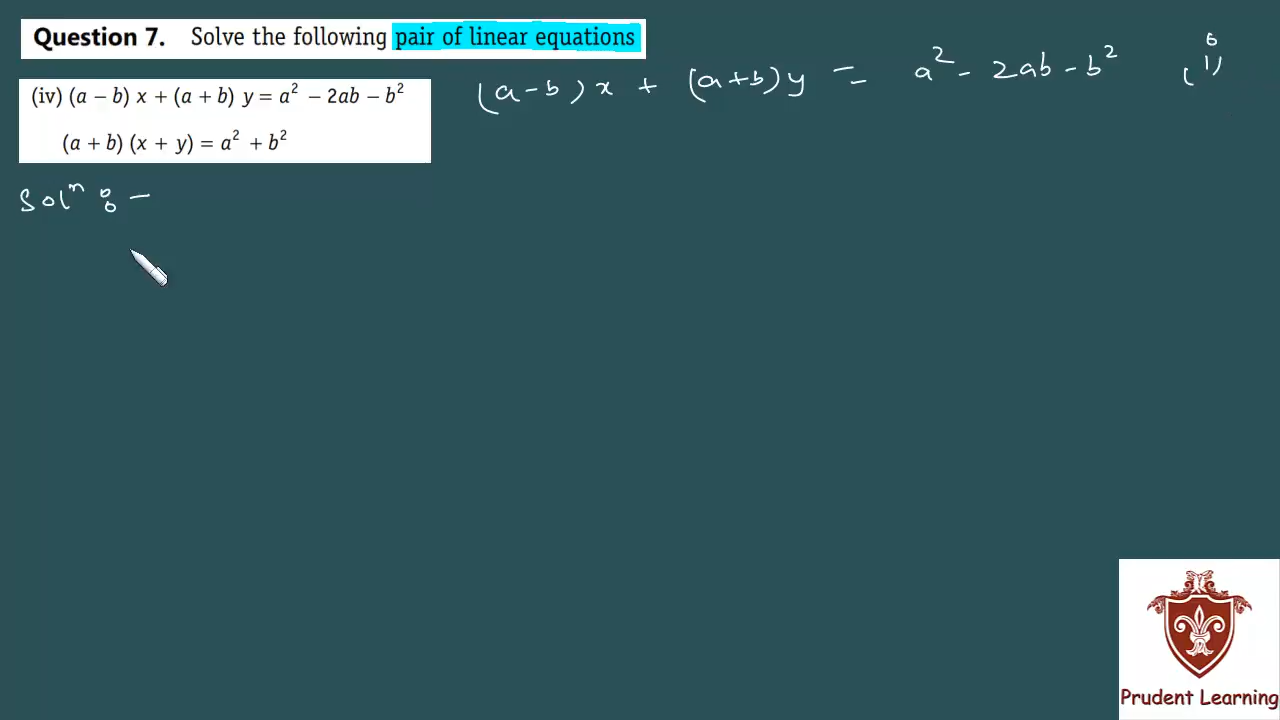 Question 7. Solve the following pair of linear equations
(iv) (a − b) x + (a + b) y = a² − 2ab − b²
(a + b) (x + y) = a² + b²
(a-b)x + (a+b)y = a² - 2ab - b² (1)
Solⁿ :-
Prudent Learning